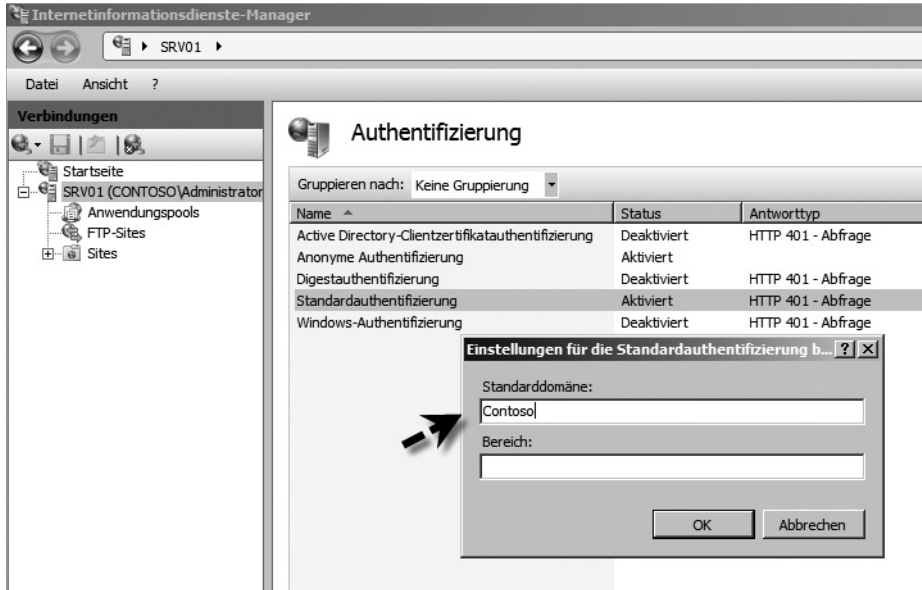 Internetinformationsdienste-Manager
SRV01
Datei Ansicht ?
Verbindungen
Startseite
SRV01 (CONTOSO\Administrator
Anwendungspools
FTP-Sites
Sites
Authentifizierung
Gruppieren nach: Keine Gruppierung
Name Status Antworttyp
Active Directory-Clientzertifikatauthentifizierung Deaktiviert HTTP 401 - Abfrage
Anonyme Authentifizierung Aktiviert
Digestauthentifizierung Deaktiviert HTTP 401 - Abfrage
Standardauthentifizierung Aktiviert HTTP 401 - Abfrage
Windows-Authentifizierung Deaktiviert HTTP 401 - Abfrage
Einstellungen für die Standardauthentifizierung b... ? X
Standarddomäne:
Contoso
Bereich:
OK Abbrechen